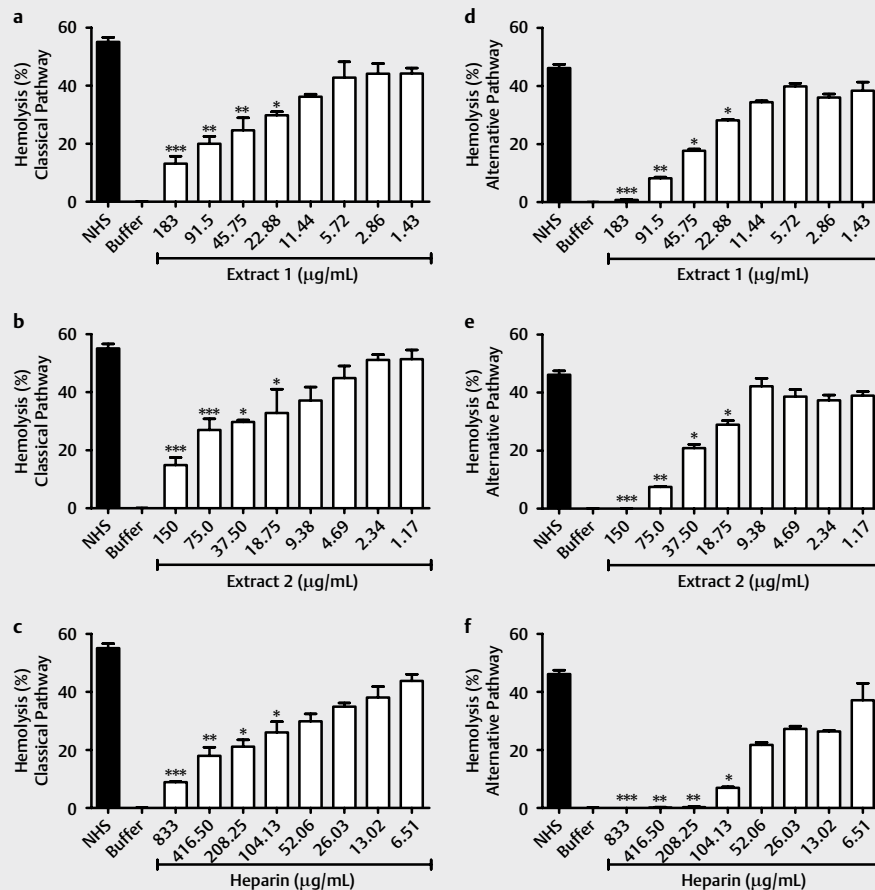 a
Hemolysis (%)
Classical Pathway
60
40
20
0
***
**
**
*
NHS
Buffer
183
91.5
45.75
22.88
11.44
5.72
2.86
1.43
Extract 1 (µg/mL)
d
Hemolysis (%)
Alternative Pathway
60
40
20
0
***
**
*
*
NHS
Buffer
183
91.5
45.75
22.88
11.44
5.72
2.86
1.43
Extract 1 (µg/mL)
b
Hemolysis (%)
Classical Pathway
60
40
20
0
***
***
*
*
NHS
Buffer
150
75.0
37.50
18.75
9.38
4.69
2.34
1.17
Extract 2 (µg/mL)
e
Hemolysis (%)
Alternative Pathway
60
40
20
0
***
**
*
*
NHS
Buffer
150
75.0
37.50
18.75
9.38
4.69
2.34
1.17
Extract 2 (µg/mL)
c
Hemolysis (%)
Classical Pathway
60
40
20
0
***
**
*
*
NHS
Buffer
833
416.50
208.25
104.13
52.06
26.03
13.02
6.51
Heparin (µg/mL)
f
Hemolysis (%)
Alternative Pathway
60
40
20
0
***
**
**
*
NHS
Buffer
833
416.50
208.25
104.13
52.06
26.03
13.02
6.51
Heparin (µg/mL)